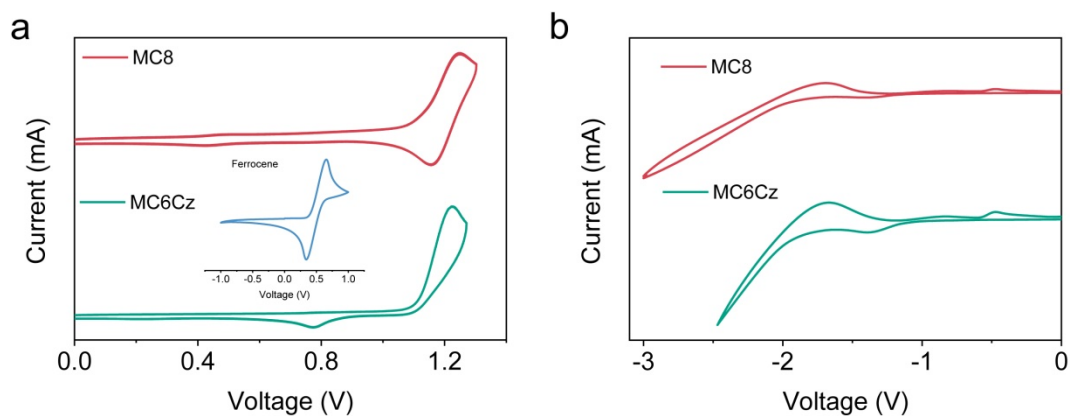 a
MC8
Ferrocene
MC6Cz
-1.0 -0.5 0.0 0.5 1.0
Voltage (V)
Current (mA)
0.0 0.4 0.8 1.2
Voltage (V)
b
MC8
MC6Cz
Current (mA)
-3 -2 -1 0
Voltage (V)